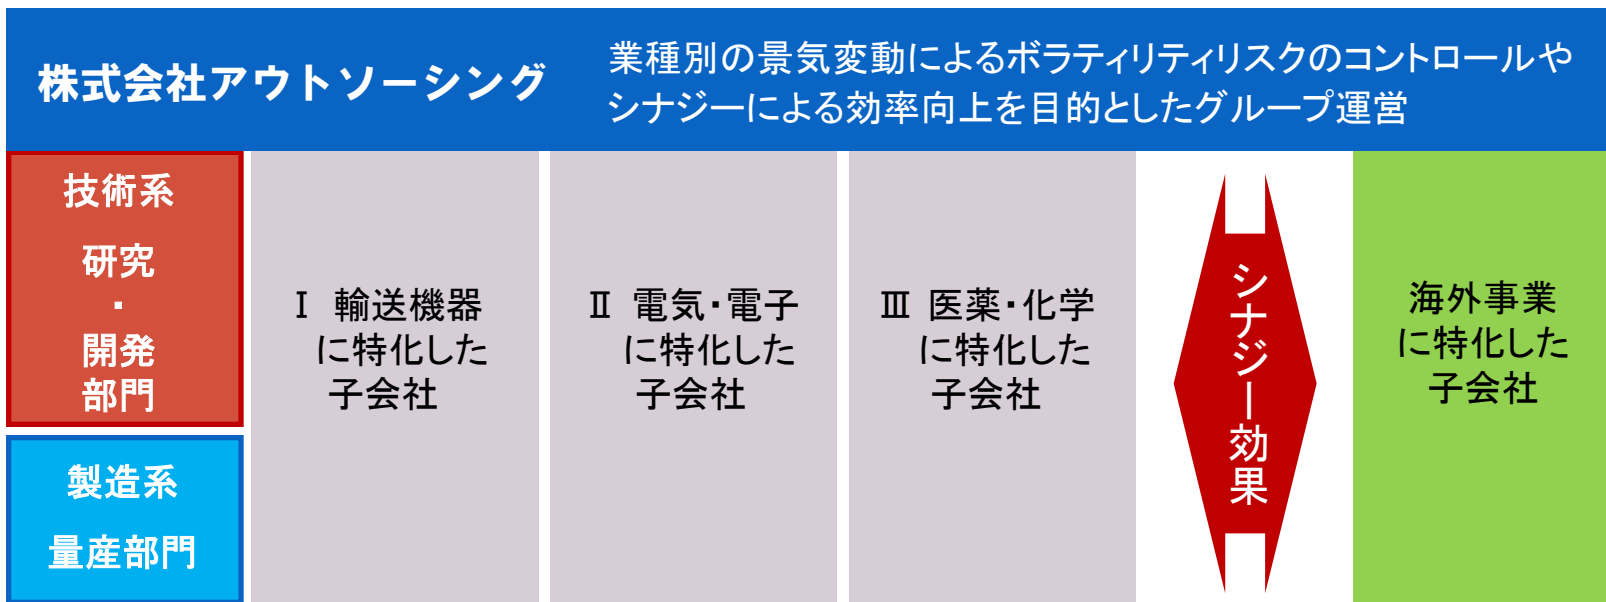 株式会社アウトソーシング
業種別の景気変動によるボラティリティリスクのコントロールや
シナジーによる効率向上を目的としたグループ運営
技術系
研究
・
開発
部門
製造系
量産部門
Ⅰ 輸送機器
に特化した
子会社
Ⅱ 電気・電子
に特化した
子会社
Ⅲ 医薬・化学
に特化した
子会社
シナジー効果
海外事業
に特化した
子会社